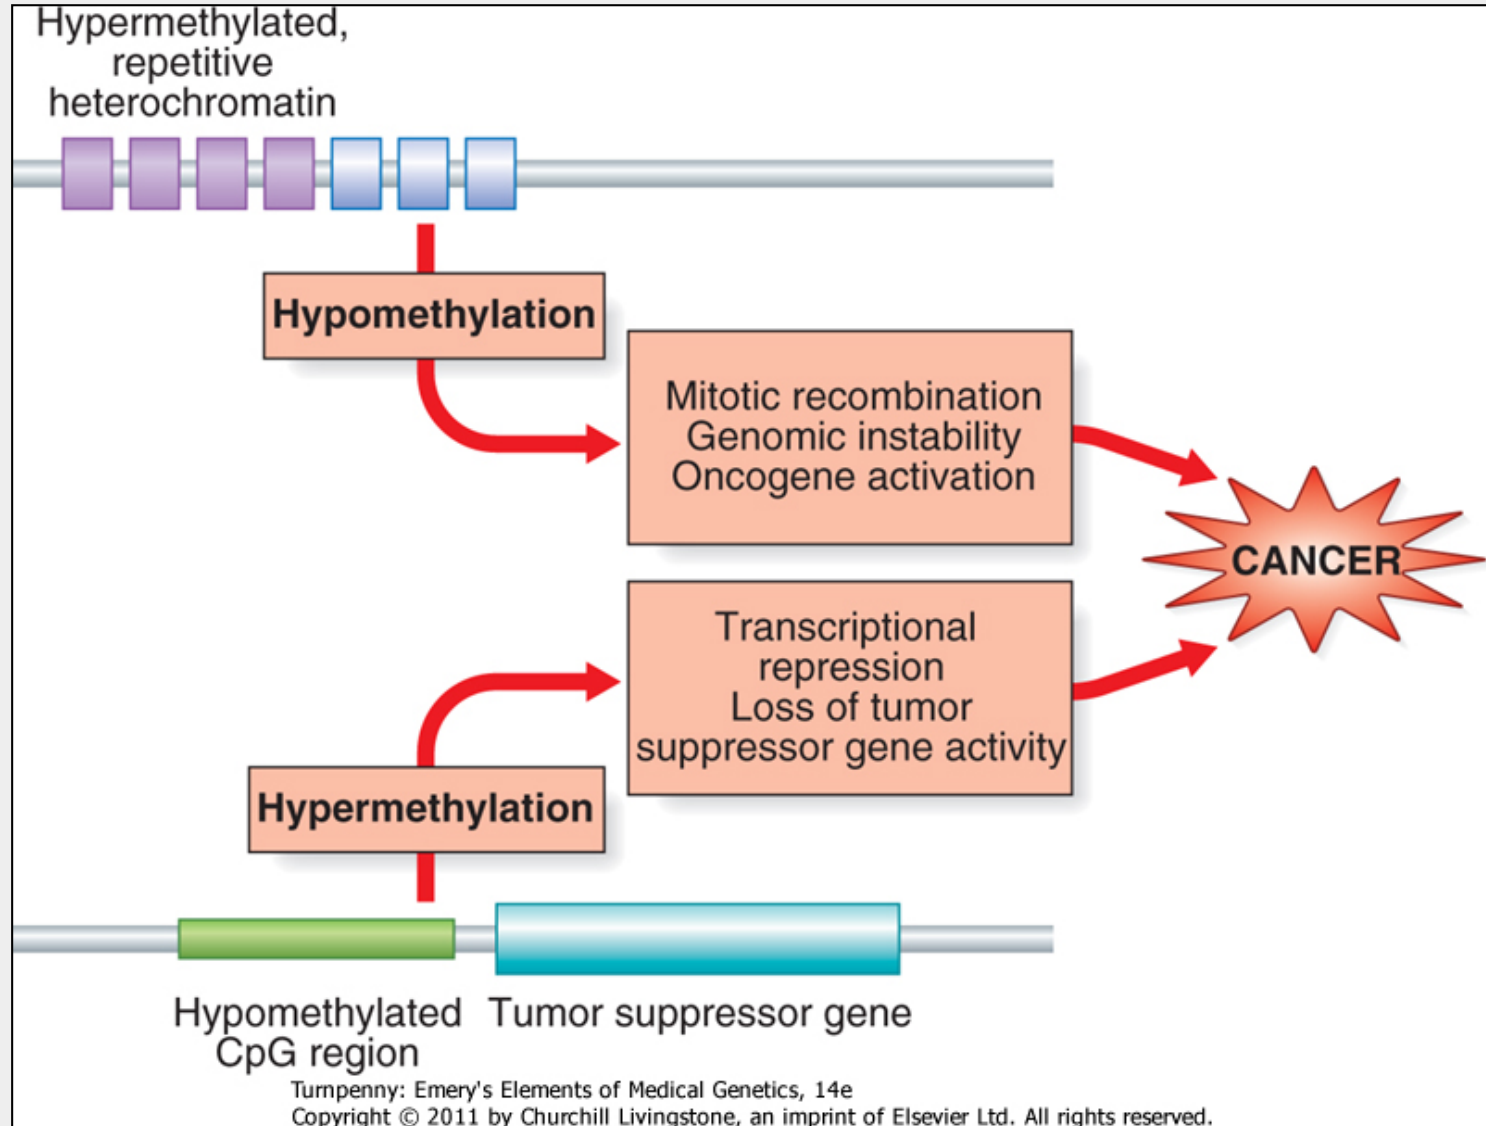 Hypermethylated,
repetitive
heterochromatin
Hypomethylation
Mitotic recombination
Genomic instability
Oncogene activation
CANCER
Transcriptional
repression
Loss of tumor
suppressor gene activity
Hypermethylation
Hypomethylated
CpG region
Tumor suppressor gene
Turnpenny: Emery's Elements of Medical Genetics, 14e
Copyright © 2011 by Churchill Livingstone, an imprint of Elsevier Ltd. All rights reserved.